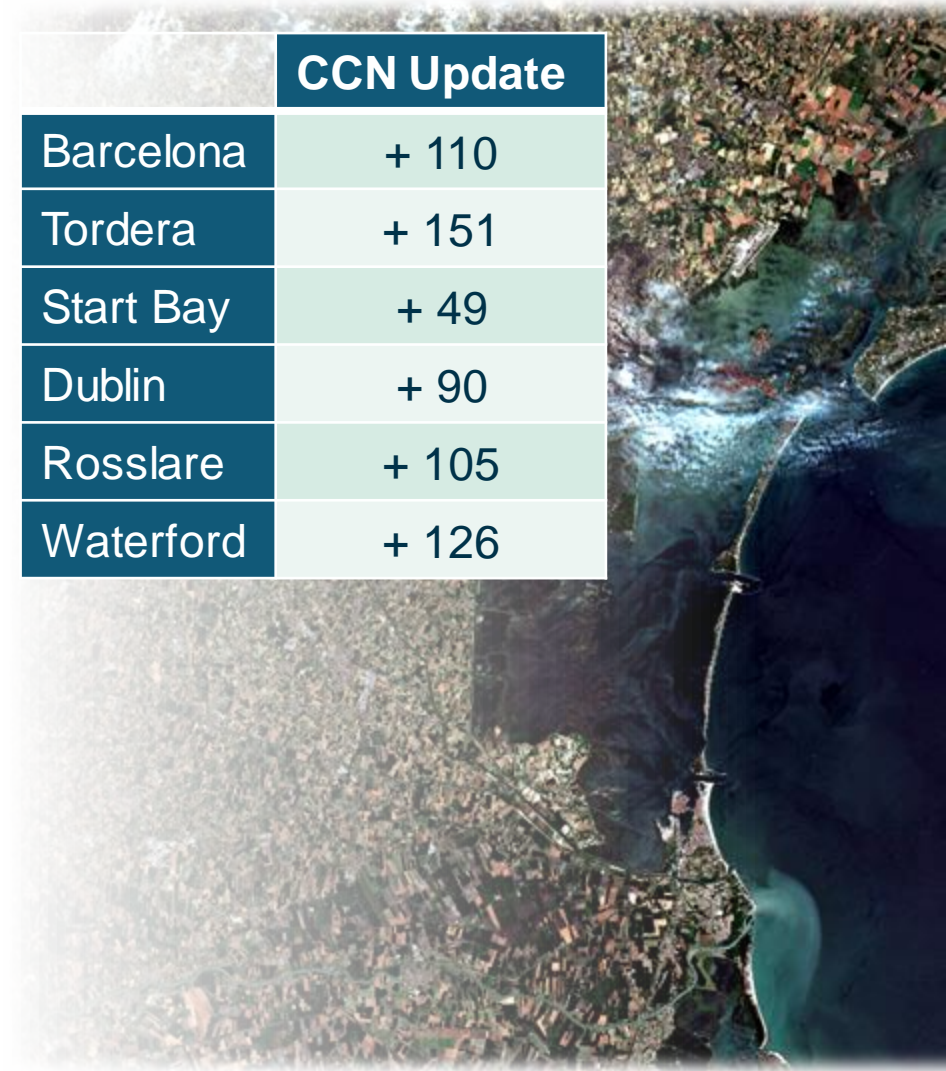 CCN Update
Barcelona + 110
Tordera + 151
Start Bay + 49
Dublin + 90
Rosslare + 105
Waterford + 126